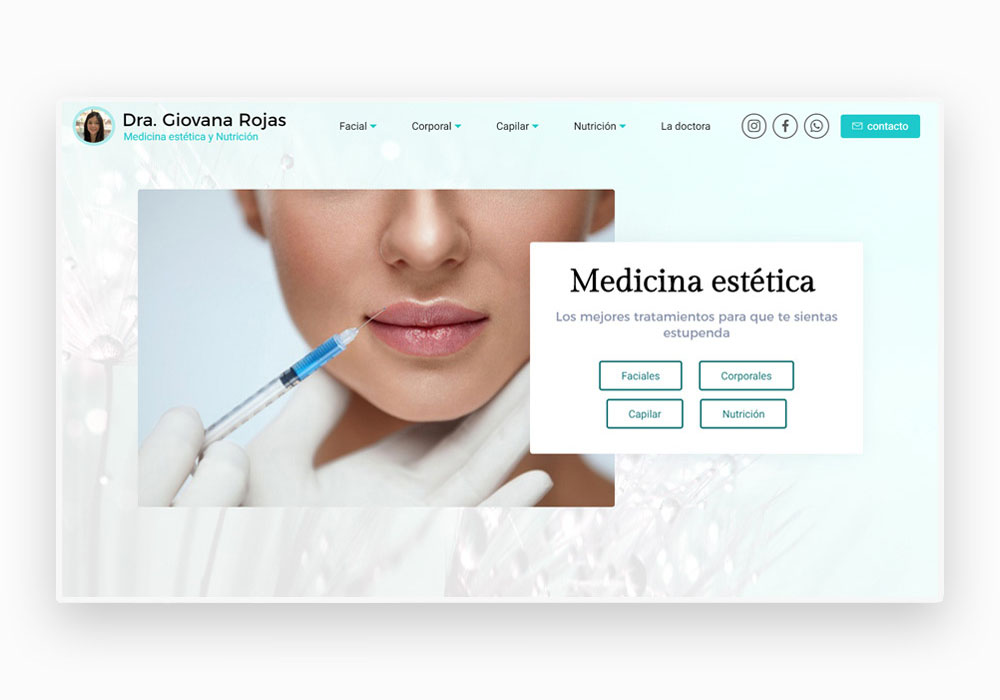 Dra. Giovana Rojas
Medicina estética y Nutrición
Facial
Corporal
Capilar
Nutrición
La doctora
contacto
Medicina estética
Los mejores tratamientos para que te sientas
estupenda
Faciales
Corporales
Capilar
Nutrición